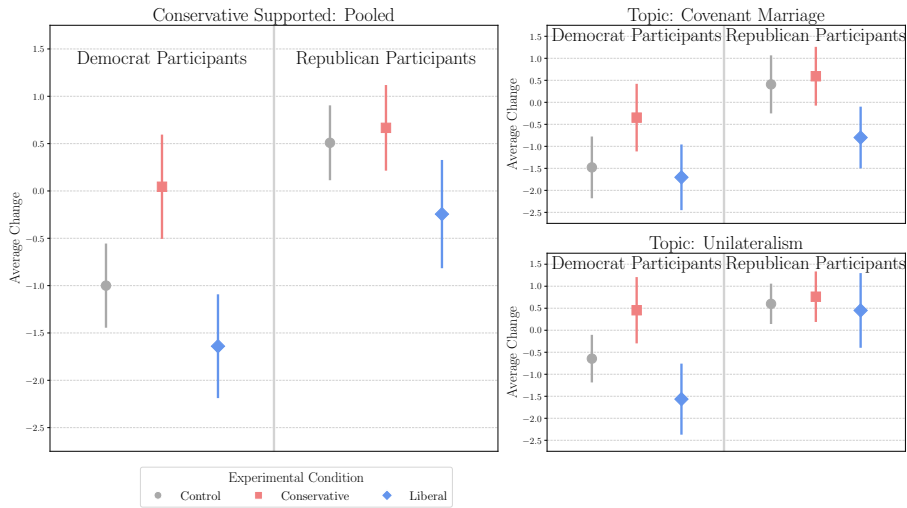 Conservative Supported: Pooled
Democrat Participants
Republican Participants
Average Change
1.5
1.0
0.5
0.0
−0.5
−1.0
−1.5
−2.0
−2.5
Topic: Covenant Marriage
Democrat Participants
Republican Participants
Average Change
1.5
1.0
0.5
0.0
−0.5
−1.0
−1.5
−2.0
−2.5
Topic: Unilateralism
Democrat Participants
Republican Participants
Average Change
1.5
1.0
0.5
0.0
−0.5
−1.0
−1.5
−2.0
−2.5
Experimental Condition
Control Conservative Liberal